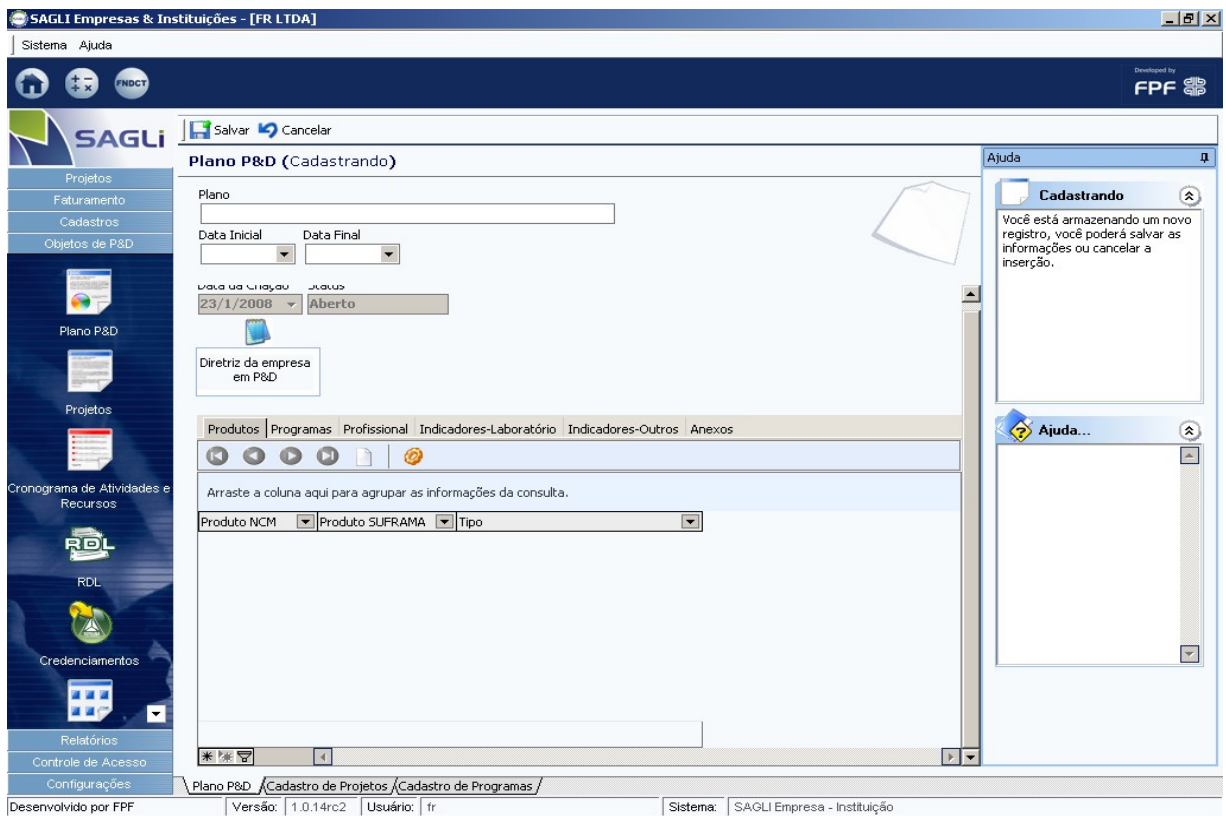 SAGLI Empresas & Instituições - [FR LTDA]
Sistema Ajuda
FNDCT
Developed by
FPF
SAGLi
Projetos
Faturamento
Cadastros
Objetos de P&D
Plano P&D
Projetos
Cronograma de Atividades e
Recursos
RDL
RDL
Credenciamentos
Relatórios
Controle de Acesso
Configurações
Salvar Cancelar
Plano P&D (Cadastrando)
Plano
Data Inicial Data Final
Data da Criação Status
23/1/2008 Aberto
Diretriz da empresa
em P&D
Produtos Programas Profissional Indicadores-Laboratório Indicadores-Outros Anexos
Arraste a coluna aqui para agrupar as informações da consulta.
Produto NCM Produto SUFRAMA Tipo
Plano P&D Cadastro de Projetos Cadastro de Programas
Ajuda
Cadastrando
Você está armazenando um novo
registro, você poderá salvar as
informações ou cancelar a
inserção.
Ajuda...
Desenvolvido por FPF Versão: 1.0.14rc2 Usuário: fr Sistema: SAGLI Empresa - Instituição